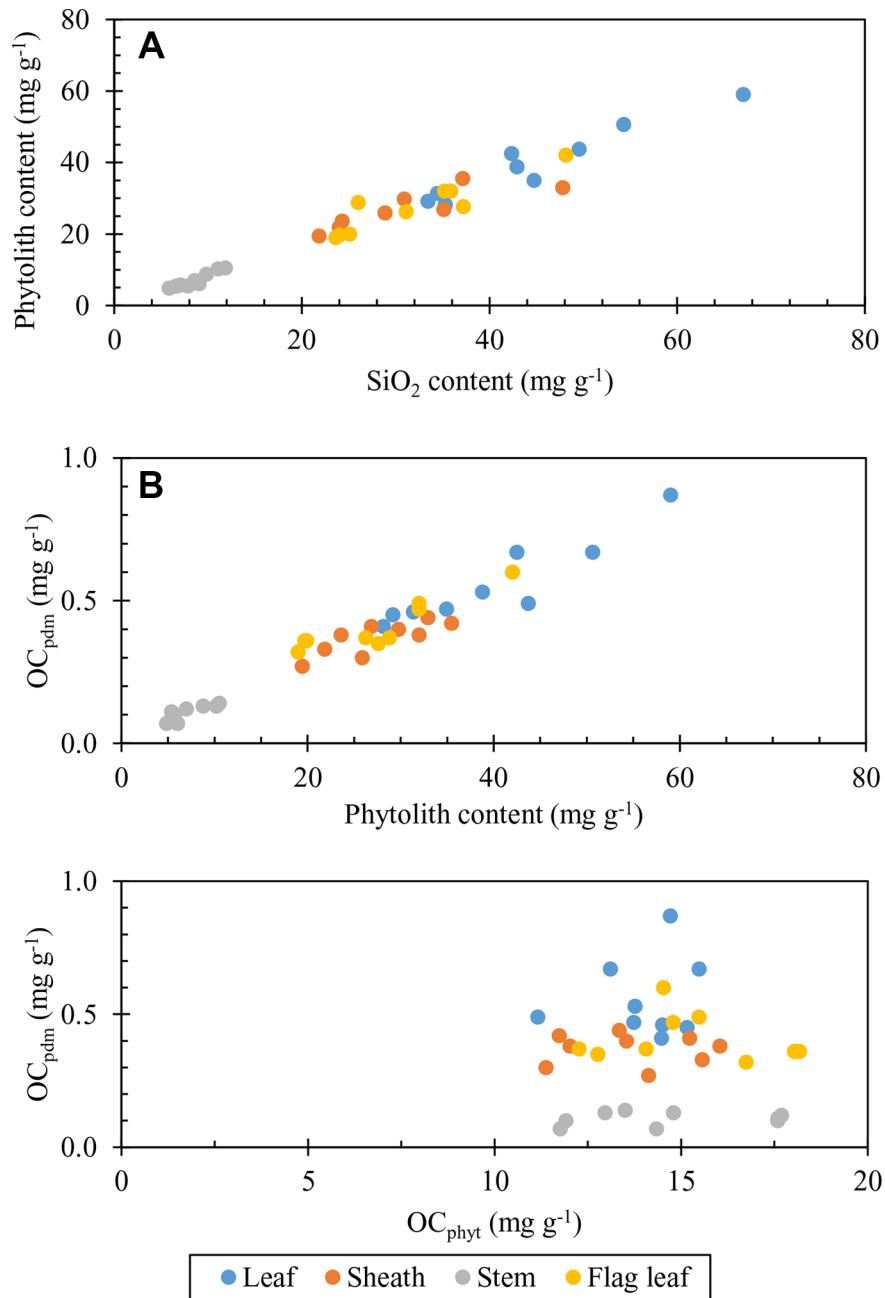 A
Phytolith content (mg g-1)
80
60
40
20
0
0 20 40 60 80
SiO2 content (mg g-1)
B
OCpdm (mg g-1)
1.0
0.5
0.0
0 20 40 60 80
Phytolith content (mg g-1)
OCpdm (mg g-1)
1.0
0.5
0.0
0 5 10 15 20
OCphyt (mg g-1)
Leaf Sheath Stem Flag leaf